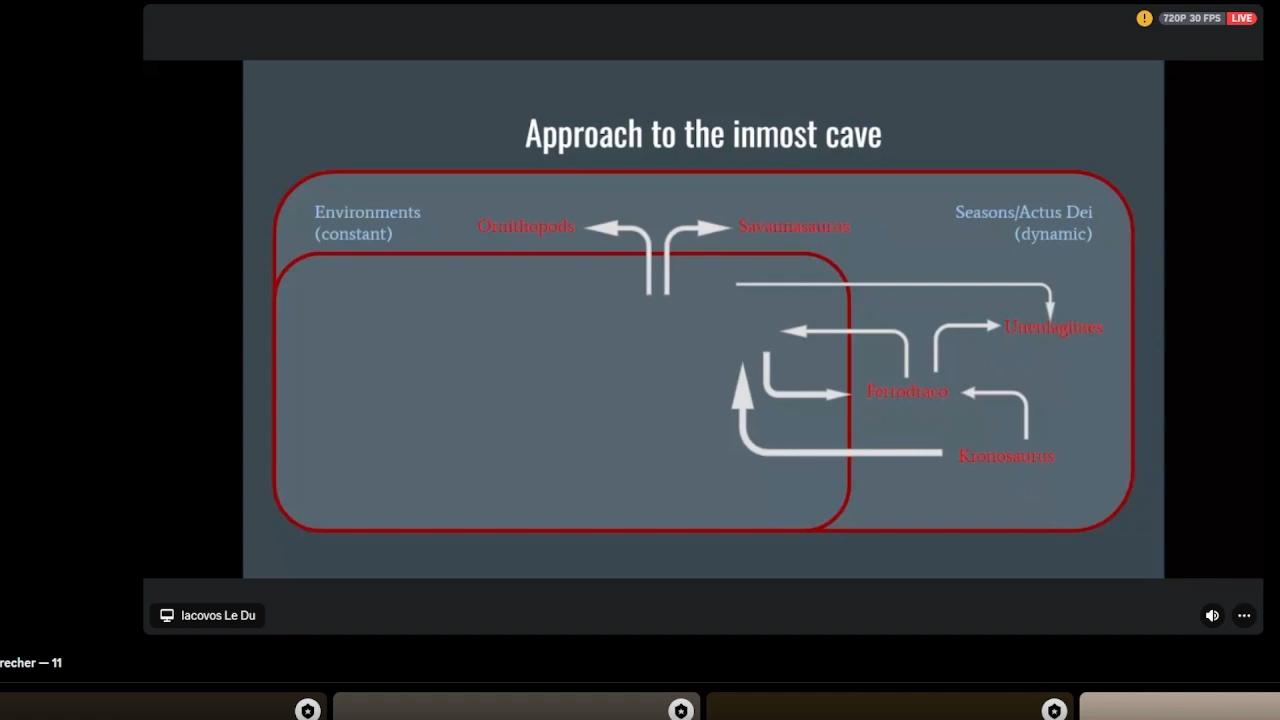 720P 30 FPS LIVE
Approach to the inmost cave
Environments
(constant)
Ornithopods
Savannasaurus
Seasons/Actus Dei
(dynamic)
Unenlagiines
Ferrodraco
Kronosaurus
Iacovos Le Du
recher — 11